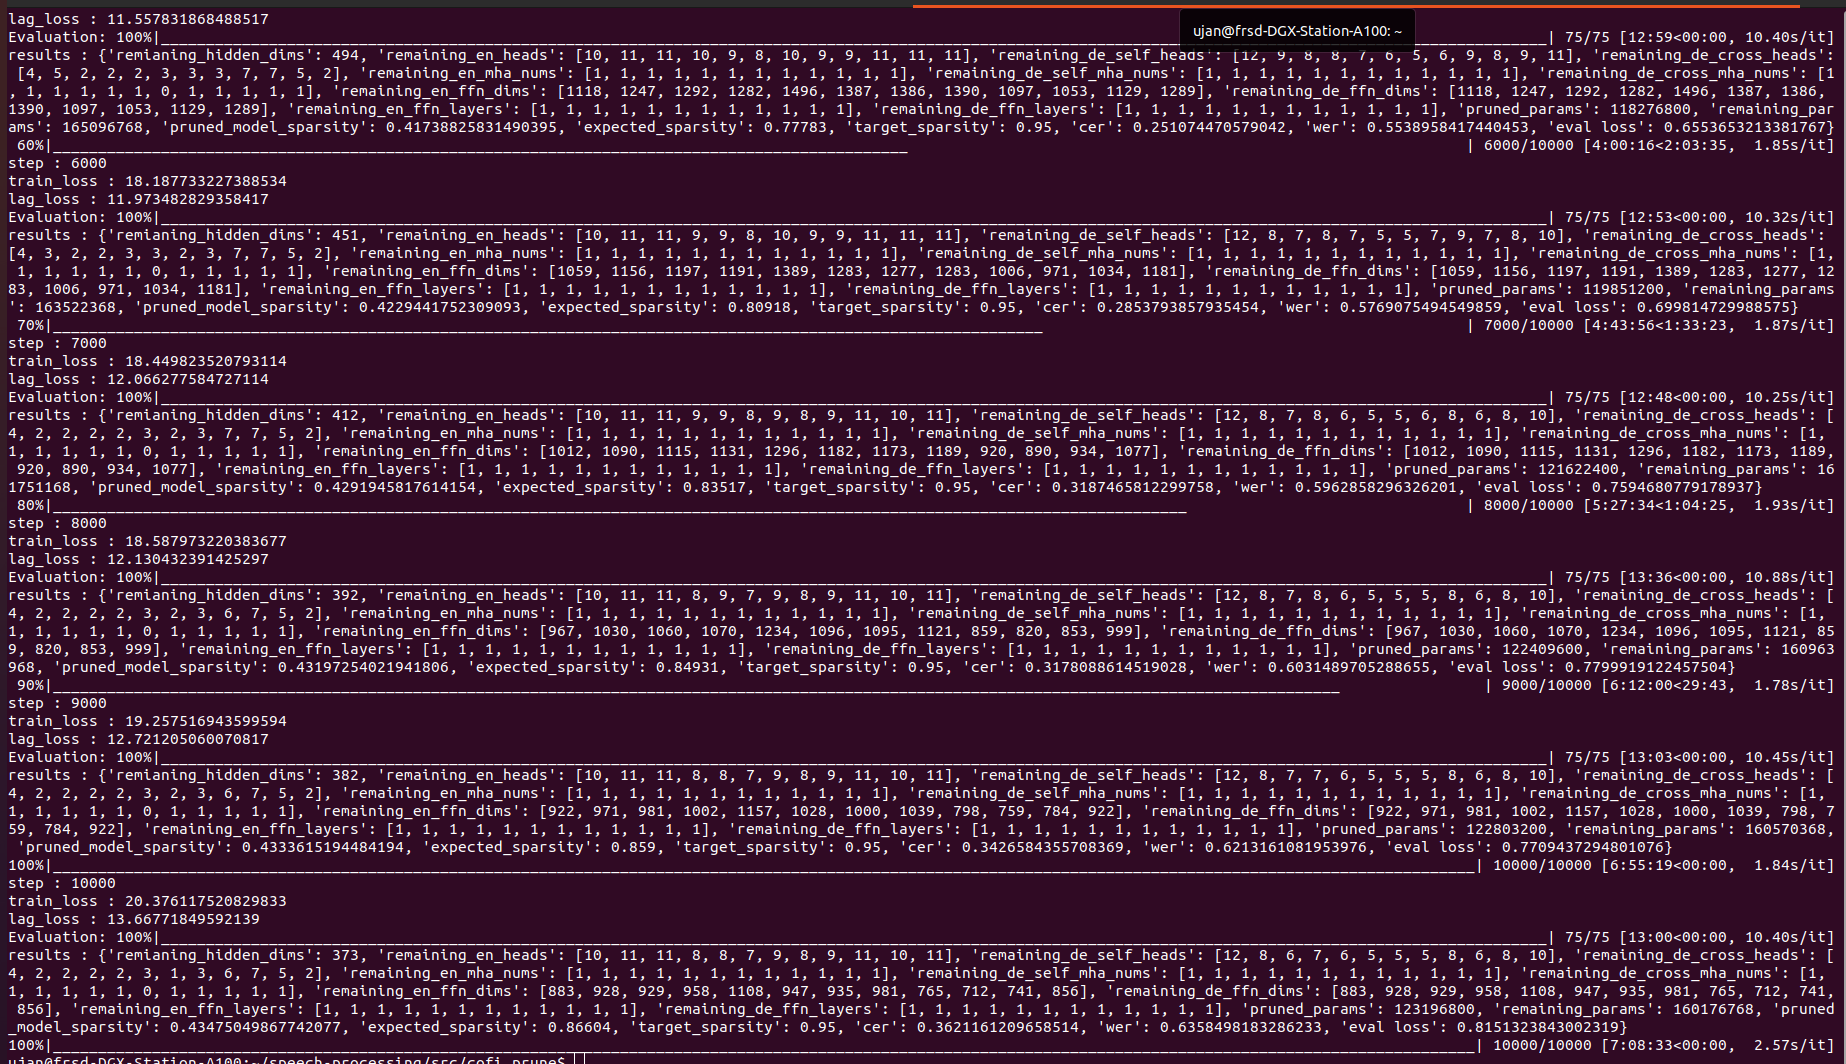 lag_loss : 11.557831868488517
ujan@frsd-DGX-Station-A100: ~
Evaluation: 100%|| 75/75 [12:59<00:00, 10.40s/it]
results : {'remianing_hidden_dims': 494, 'remaining_en_heads': [10, 11, 11, 10, 9, 8, 10, 9, 9, 11, 11, 11], 'remaining_de_self_heads': [12, 9, 8, 8, 7, 6, 5, 6, 9, 8, 9, 11], 'remaining_de_cross_heads':
 [4, 5, 2, 2, 2, 3, 3, 3, 7, 7, 5, 2], 'remaining_en_mha_nums': [1, 1, 1, 1, 1, 1, 1, 1, 1, 1, 1, 1], 'remaining_de_self_mha_nums': [1, 1, 1, 1, 1, 1, 1, 1, 1, 1, 1, 1], 'remaining_de_cross_mha_nums': [1
, 1, 1, 1, 1, 1, 0, 1, 1, 1, 1, 1], 'remaining_en_ffn_dims': [1118, 1247, 1292, 1282, 1496, 1387, 1386, 1390, 1097, 1053, 1129, 1289], 'remaining_de_ffn_dims': [1118, 1247, 1292, 1282, 1496, 1387, 1386,
1390, 1097, 1053, 1129, 1289], 'remaining_en_ffn_layers': [1, 1, 1, 1, 1, 1, 1, 1, 1, 1, 1, 1], 'remaining_de_ffn_layers': [1, 1, 1, 1, 1, 1, 1, 1, 1, 1, 1, 1], 'pruned_params': 118276800, 'remaining_par
ams': 165096768, 'pruned_model_sparsity': 0.41738825831490395, 'expected_sparsity': 0.77783, 'target_sparsity': 0.95, 'cer': 0.251074470579042, 'wer': 0.5538958417440453, 'eval loss': 0.6553653213381767}
 60%|| 6000/10000 [4:00:16<2:03:35,  1.85s/it]
step : 6000
train_loss : 18.187733227388534
lag_loss : 11.973482829358417
Evaluation: 100%|| 75/75 [12:53<00:00, 10.32s/it]
results : {'remianing_hidden_dims': 451, 'remaining_en_heads': [10, 11, 11, 9, 9, 8, 10, 9, 9, 11, 11, 11], 'remaining_de_self_heads': [12, 8, 7, 8, 7, 5, 5, 7, 9, 7, 8, 10], 'remaining_de_cross_heads':
[4, 3, 2, 2, 3, 3, 2, 3, 7, 7, 5, 2], 'remaining_en_mha_nums': [1, 1, 1, 1, 1, 1, 1, 1, 1, 1, 1, 1], 'remaining_de_self_mha_nums': [1, 1, 1, 1, 1, 1, 1, 1, 1, 1, 1, 1], 'remaining_de_cross_mha_nums': [1,
 1, 1, 1, 1, 1, 0, 1, 1, 1, 1, 1], 'remaining_en_ffn_dims': [1059, 1156, 1197, 1191, 1389, 1283, 1277, 1283, 1006, 971, 1034, 1181], 'remaining_de_ffn_dims': [1059, 1156, 1197, 1191, 1389, 1283, 1277, 12
83, 1006, 971, 1034, 1181], 'remaining_en_ffn_layers': [1, 1, 1, 1, 1, 1, 1, 1, 1, 1, 1, 1], 'remaining_de_ffn_layers': [1, 1, 1, 1, 1, 1, 1, 1, 1, 1, 1, 1], 'pruned_params': 119851200, 'remaining_params
': 163522368, 'pruned_model_sparsity': 0.4229441752309093, 'expected_sparsity': 0.80918, 'target_sparsity': 0.95, 'cer': 0.2853793857935454, 'wer': 0.5769075494549859, 'eval loss': 0.699814729988575}
 70%|| 7000/10000 [4:43:56<1:33:23,  1.87s/it]
step : 7000
train_loss : 18.449823520793114
lag_loss : 12.066277584727114
Evaluation: 100%|| 75/75 [12:48<00:00, 10.25s/it]
results : {'remianing_hidden_dims': 412, 'remaining_en_heads': [10, 11, 11, 9, 9, 8, 9, 8, 9, 11, 10, 11], 'remaining_de_self_heads': [12, 8, 7, 8, 6, 5, 5, 6, 8, 6, 8, 10], 'remaining_de_cross_heads': [
4, 2, 2, 2, 2, 3, 2, 3, 7, 7, 5, 2], 'remaining_en_mha_nums': [1, 1, 1, 1, 1, 1, 1, 1, 1, 1, 1, 1], 'remaining_de_self_mha_nums': [1, 1, 1, 1, 1, 1, 1, 1, 1, 1, 1, 1], 'remaining_de_cross_mha_nums': [1,
1, 1, 1, 1, 1, 0, 1, 1, 1, 1, 1], 'remaining_en_ffn_dims': [1012, 1090, 1115, 1131, 1296, 1182, 1173, 1189, 920, 890, 934, 1077], 'remaining_de_ffn_dims': [1012, 1090, 1115, 1131, 1296, 1182, 1173, 1189,
 920, 890, 934, 1077], 'remaining_en_ffn_layers': [1, 1, 1, 1, 1, 1, 1, 1, 1, 1, 1, 1], 'remaining_de_ffn_layers': [1, 1, 1, 1, 1, 1, 1, 1, 1, 1, 1, 1], 'pruned_params': 121622400, 'remaining_params': 16
1751168, 'pruned_model_sparsity': 0.4291945817614154, 'expected_sparsity': 0.83517, 'target_sparsity': 0.95, 'cer': 0.3187465812299758, 'wer': 0.5962858296326201, 'eval loss': 0.7594680779178937}
 80%|| 8000/10000 [5:27:34<1:04:25,  1.93s/it]
step : 8000
train_loss : 18.587973220383677
lag_loss : 12.130432391425297
Evaluation: 100%|| 75/75 [13:36<00:00, 10.88s/it]
results : {'remianing_hidden_dims': 392, 'remaining_en_heads': [10, 11, 11, 8, 9, 7, 9, 8, 9, 11, 10, 11], 'remaining_de_self_heads': [12, 8, 7, 8, 6, 5, 5, 5, 8, 6, 8, 10], 'remaining_de_cross_heads': [
4, 2, 2, 2, 2, 3, 2, 3, 6, 7, 5, 2], 'remaining_en_mha_nums': [1, 1, 1, 1, 1, 1, 1, 1, 1, 1, 1, 1], 'remaining_de_self_mha_nums': [1, 1, 1, 1, 1, 1, 1, 1, 1, 1, 1, 1], 'remaining_de_cross_mha_nums': [1,
1, 1, 1, 1, 1, 0, 1, 1, 1, 1, 1], 'remaining_en_ffn_dims': [967, 1030, 1060, 1070, 1234, 1096, 1095, 1121, 859, 820, 853, 999], 'remaining_de_ffn_dims': [967, 1030, 1060, 1070, 1234, 1096, 1095, 1121, 85
9, 820, 853, 999], 'remaining_en_ffn_layers': [1, 1, 1, 1, 1, 1, 1, 1, 1, 1, 1, 1], 'remaining_de_ffn_layers': [1, 1, 1, 1, 1, 1, 1, 1, 1, 1, 1, 1], 'pruned_params': 122409600, 'remaining_params': 160963
968, 'pruned_model_sparsity': 0.43197254021941806, 'expected_sparsity': 0.84931, 'target_sparsity': 0.95, 'cer': 0.3178088614519028, 'wer': 0.6031489705288655, 'eval loss': 0.7799919122457504}
 90%|| 9000/10000 [6:12:00<29:43,  1.78s/it]
step : 9000
train_loss : 19.257516943599594
lag_loss : 12.721205060070817
Evaluation: 100%|| 75/75 [13:03<00:00, 10.45s/it]
results : {'remianing_hidden_dims': 382, 'remaining_en_heads': [10, 11, 11, 8, 8, 7, 9, 8, 9, 11, 10, 11], 'remaining_de_self_heads': [12, 8, 7, 7, 6, 5, 5, 5, 8, 6, 8, 10], 'remaining_de_cross_heads': [
4, 2, 2, 2, 2, 3, 2, 3, 6, 7, 5, 2], 'remaining_en_mha_nums': [1, 1, 1, 1, 1, 1, 1, 1, 1, 1, 1, 1], 'remaining_de_self_mha_nums': [1, 1, 1, 1, 1, 1, 1, 1, 1, 1, 1, 1], 'remaining_de_cross_mha_nums': [1,
1, 1, 1, 1, 1, 0, 1, 1, 1, 1, 1], 'remaining_en_ffn_dims': [922, 971, 981, 1002, 1157, 1028, 1000, 1039, 798, 759, 784, 922], 'remaining_de_ffn_dims': [922, 971, 981, 1002, 1157, 1028, 1000, 1039, 798, 7
59, 784, 922], 'remaining_en_ffn_layers': [1, 1, 1, 1, 1, 1, 1, 1, 1, 1, 1, 1], 'remaining_de_ffn_layers': [1, 1, 1, 1, 1, 1, 1, 1, 1, 1, 1, 1], 'pruned_params': 122803200, 'remaining_params': 160570368,
 'pruned_model_sparsity': 0.4333615194484194, 'expected_sparsity': 0.859, 'target_sparsity': 0.95, 'cer': 0.3426584355708369, 'wer': 0.6213161081953976, 'eval loss': 0.7709437294801076}
100%|| 10000/10000 [6:55:19<00:00,  1.84s/it]
step : 10000
train_loss : 20.376117520829833
lag_loss : 13.66771849592139
Evaluation: 100%|| 75/75 [13:00<00:00, 10.40s/it]
results : {'remianing_hidden_dims': 373, 'remaining_en_heads': [10, 11, 11, 8, 8, 7, 9, 8, 9, 11, 10, 11], 'remaining_de_self_heads': [12, 8, 6, 7, 6, 5, 5, 5, 8, 6, 8, 10], 'remaining_de_cross_heads': [
4, 2, 2, 2, 2, 3, 1, 3, 6, 7, 5, 2], 'remaining_en_mha_nums': [1, 1, 1, 1, 1, 1, 1, 1, 1, 1, 1, 1], 'remaining_de_self_mha_nums': [1, 1, 1, 1, 1, 1, 1, 1, 1, 1, 1, 1], 'remaining_de_cross_mha_nums': [1,
1, 1, 1, 1, 1, 0, 1, 1, 1, 1, 1], 'remaining_en_ffn_dims': [883, 928, 929, 958, 1108, 947, 935, 981, 765, 712, 741, 856], 'remaining_de_ffn_dims': [883, 928, 929, 958, 1108, 947, 935, 981, 765, 712, 741,
 856], 'remaining_en_ffn_layers': [1, 1, 1, 1, 1, 1, 1, 1, 1, 1, 1, 1], 'remaining_de_ffn_layers': [1, 1, 1, 1, 1, 1, 1, 1, 1, 1, 1, 1], 'pruned_params': 123196800, 'remaining_params': 160176768, 'pruned
_model_sparsity': 0.43475049867742077, 'expected_sparsity': 0.86604, 'target_sparsity': 0.95, 'cer': 0.3621161209658514, 'wer': 0.6358498183286233, 'eval loss': 0.8151323843002319}
100%|| 10000/10000 [7:08:33<00:00,  2.57s/it]
ujan@frsd-DGX-Station-A100:~/speech-processing/src/cofi_prune$